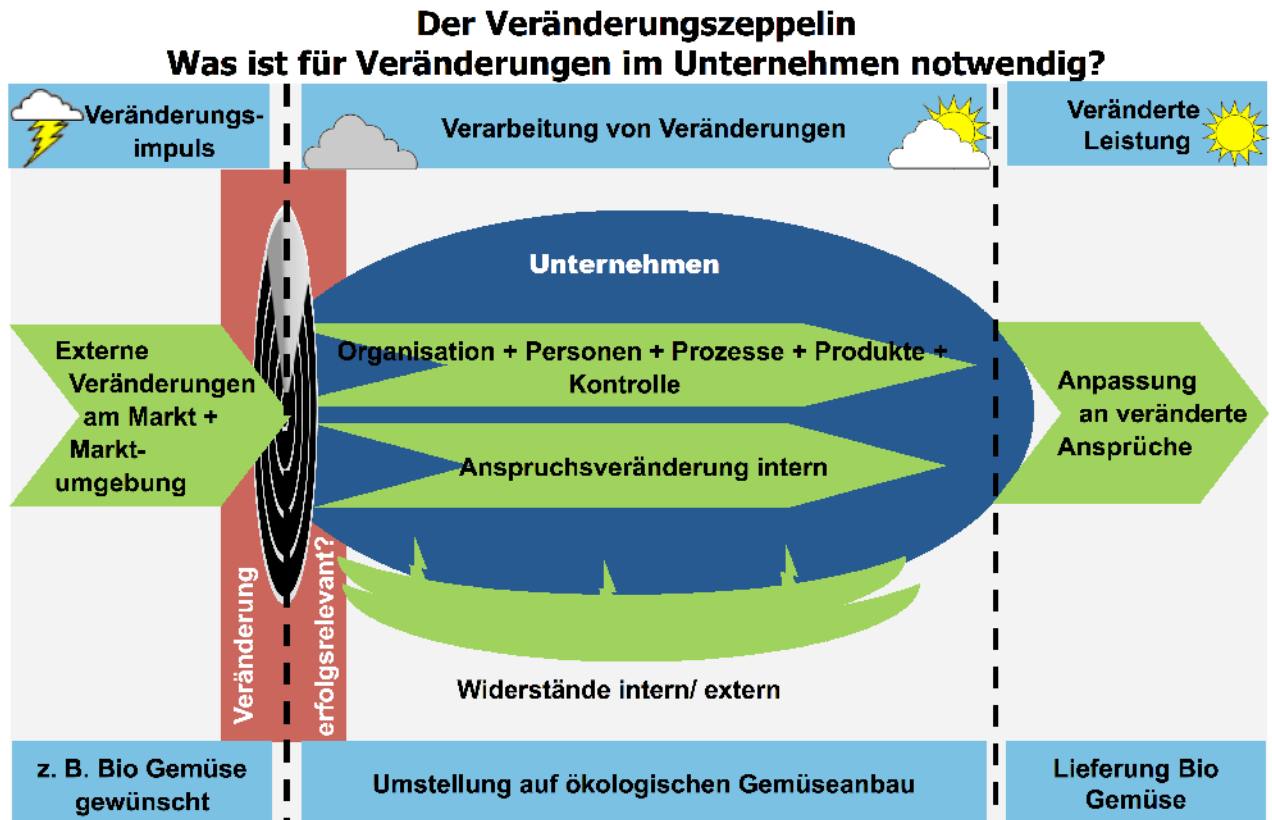 Der Veränderungszeppelin
Was ist für Veränderungen im Unternehmen notwendig?
Veränderungs-
impuls
Verarbeitung von Veränderungen
Veränderte
Leistung
Unternehmen
Externe
Veränderungen
am Markt +
Markt-
umgebung
Organisation + Personen + Prozesse + Produkte +
Kontrolle
Anspruchsveränderung intern
Anpassung
an veränderte
Ansprüche
Veränderung
erfolgsrelevant?
Widerstände intern/ extern
z. B. Bio Gemüse
gewünscht
Umstellung auf ökologischen Gemüseanbau
Lieferung Bio
Gemüse